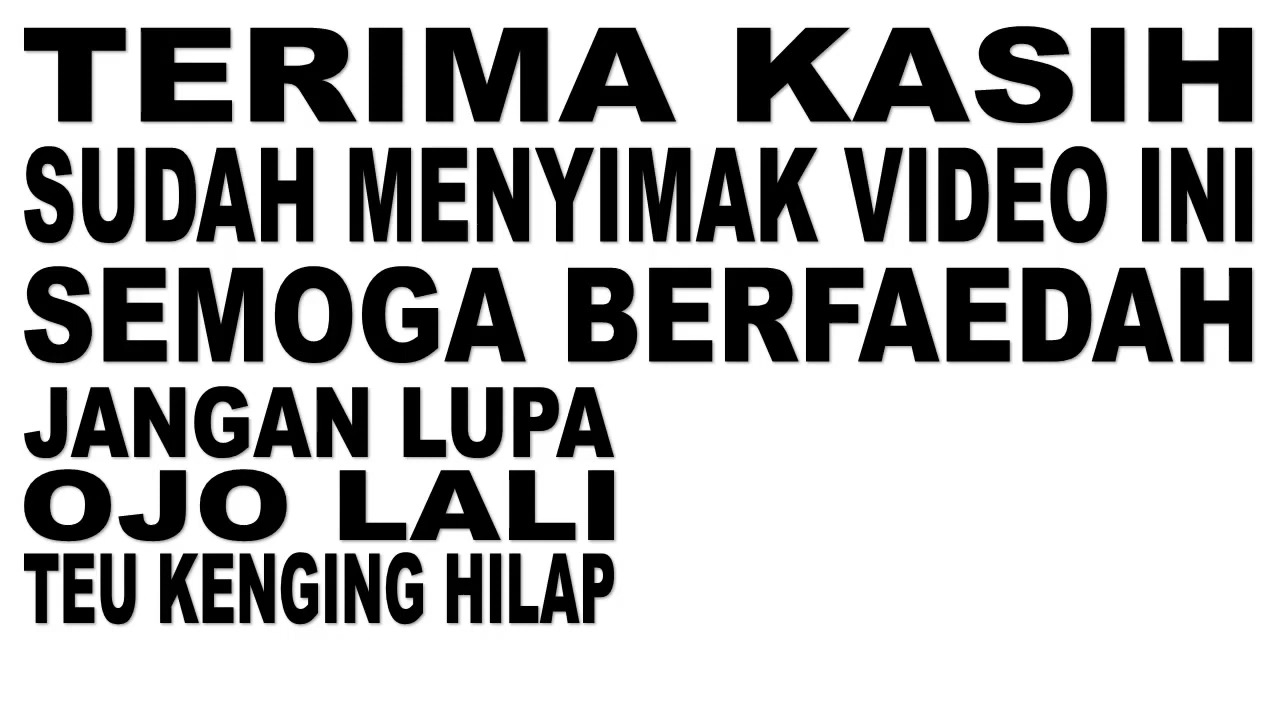 TERIMA KASIH
SUDAH MENYIMAK VIDEO INI
SEMOGA BERFAEDAH
JANGAN LUPA
OJO LALI
TEU KENGING HILAP